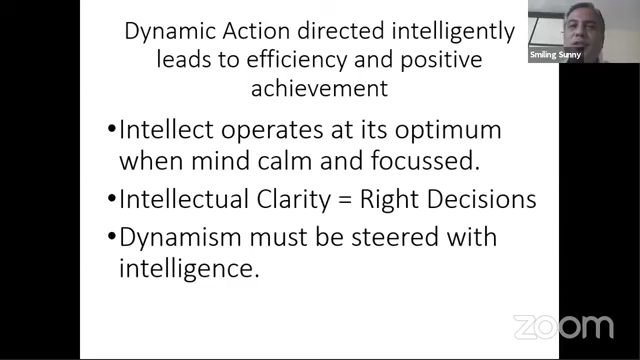 Dynamic Action directed intelligently
leads to efficiency and positive
achievement
Smiling Sunny
•Intellect operates at its optimum
when mind calm and focussed.
•Intellectual Clarity = Right Decisions
•Dynamism must be steered with
intelligence.
zoom